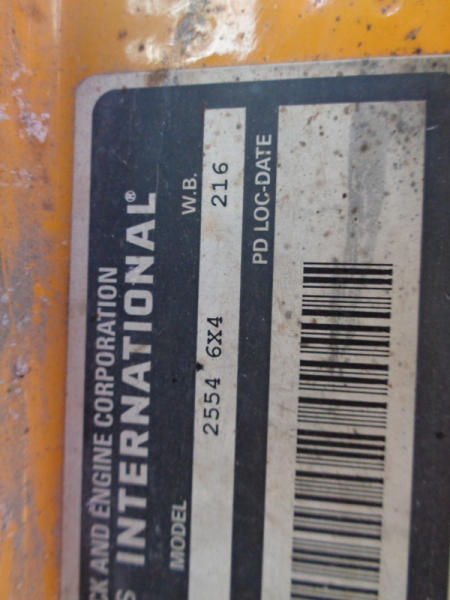 CK AND ENGINE CORPORATION
S INTERNATIONAL®
MODEL W.B.
2554 6X4 216
PD LOC-DATE